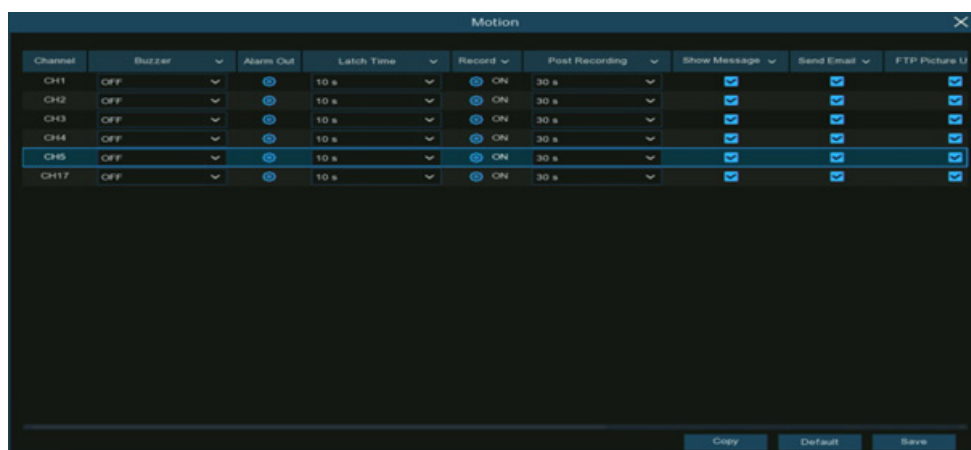 Motion
Channel Buzzer Alarm Out Latch Time Record Post Recording Show Message Send Email FTP Picture U
CH1 OFF 10 s ON 30 s
CH2 OFF 10 s ON 30 s
CH3 OFF 10 s ON 30 s
CH4 OFF 10 s ON 30 s
CH5 OFF 10 s ON 30 s
CH17 OFF 10 s ON 30 s
Copy Default Save